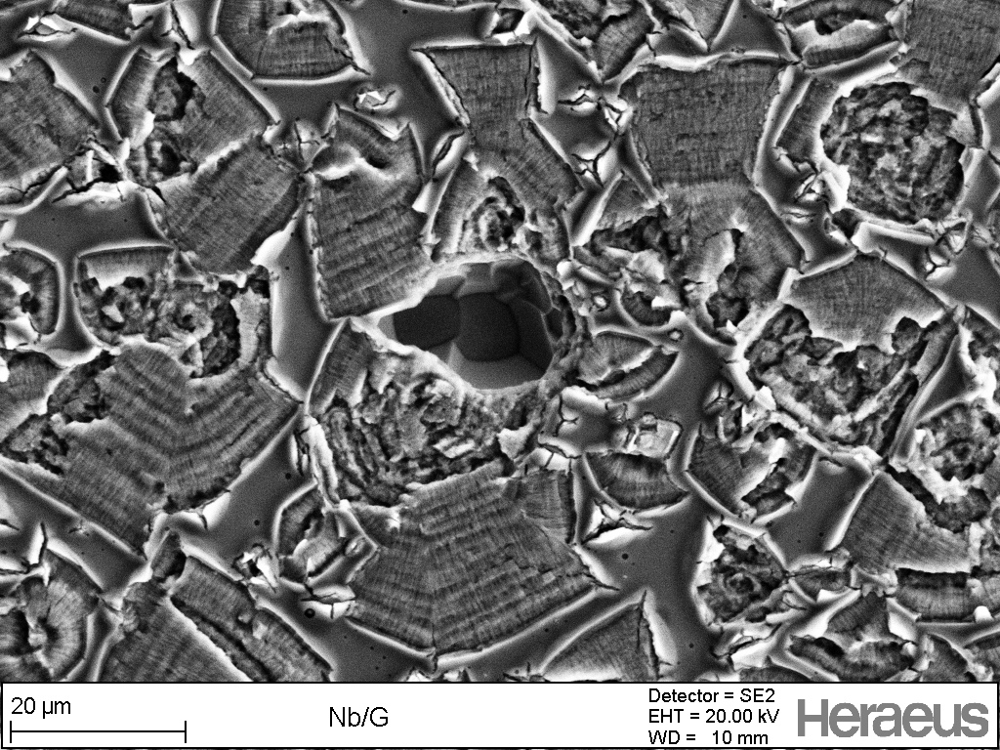 20 µm
Nb/G
Detector = SE2
EHT = 20.00 kV
WD = 10 mm
Heraeus